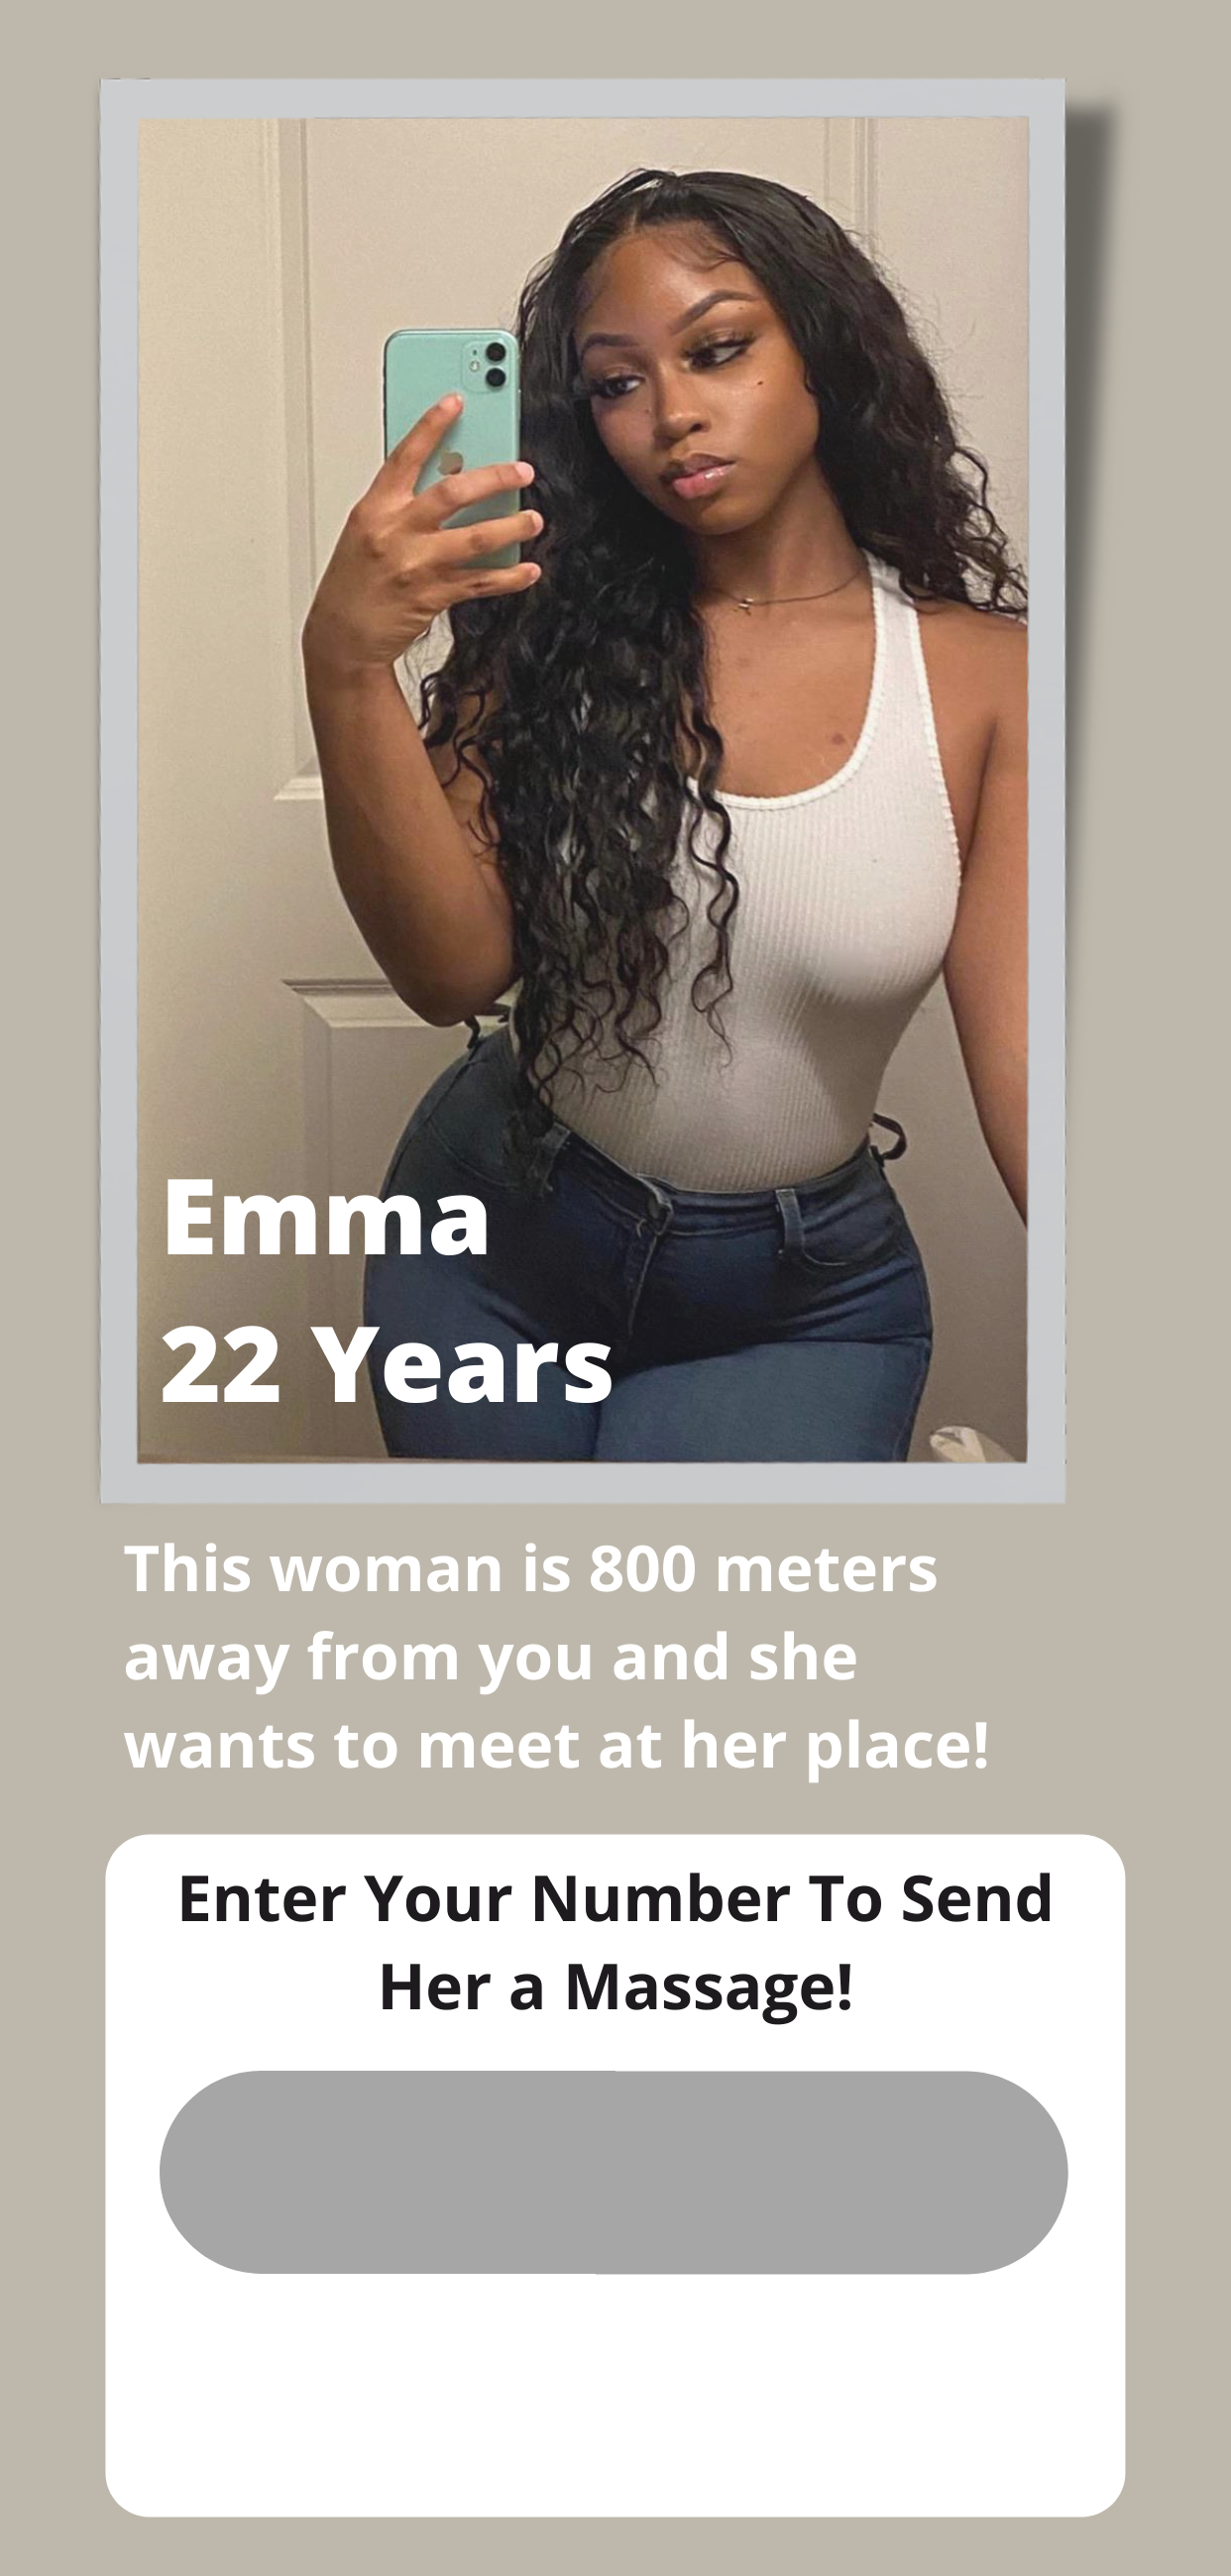 Emma
22 Years
This woman is 800 meters
away from you and she
wants to meet at her place!
Enter Your Number To Send
Her a Massage!